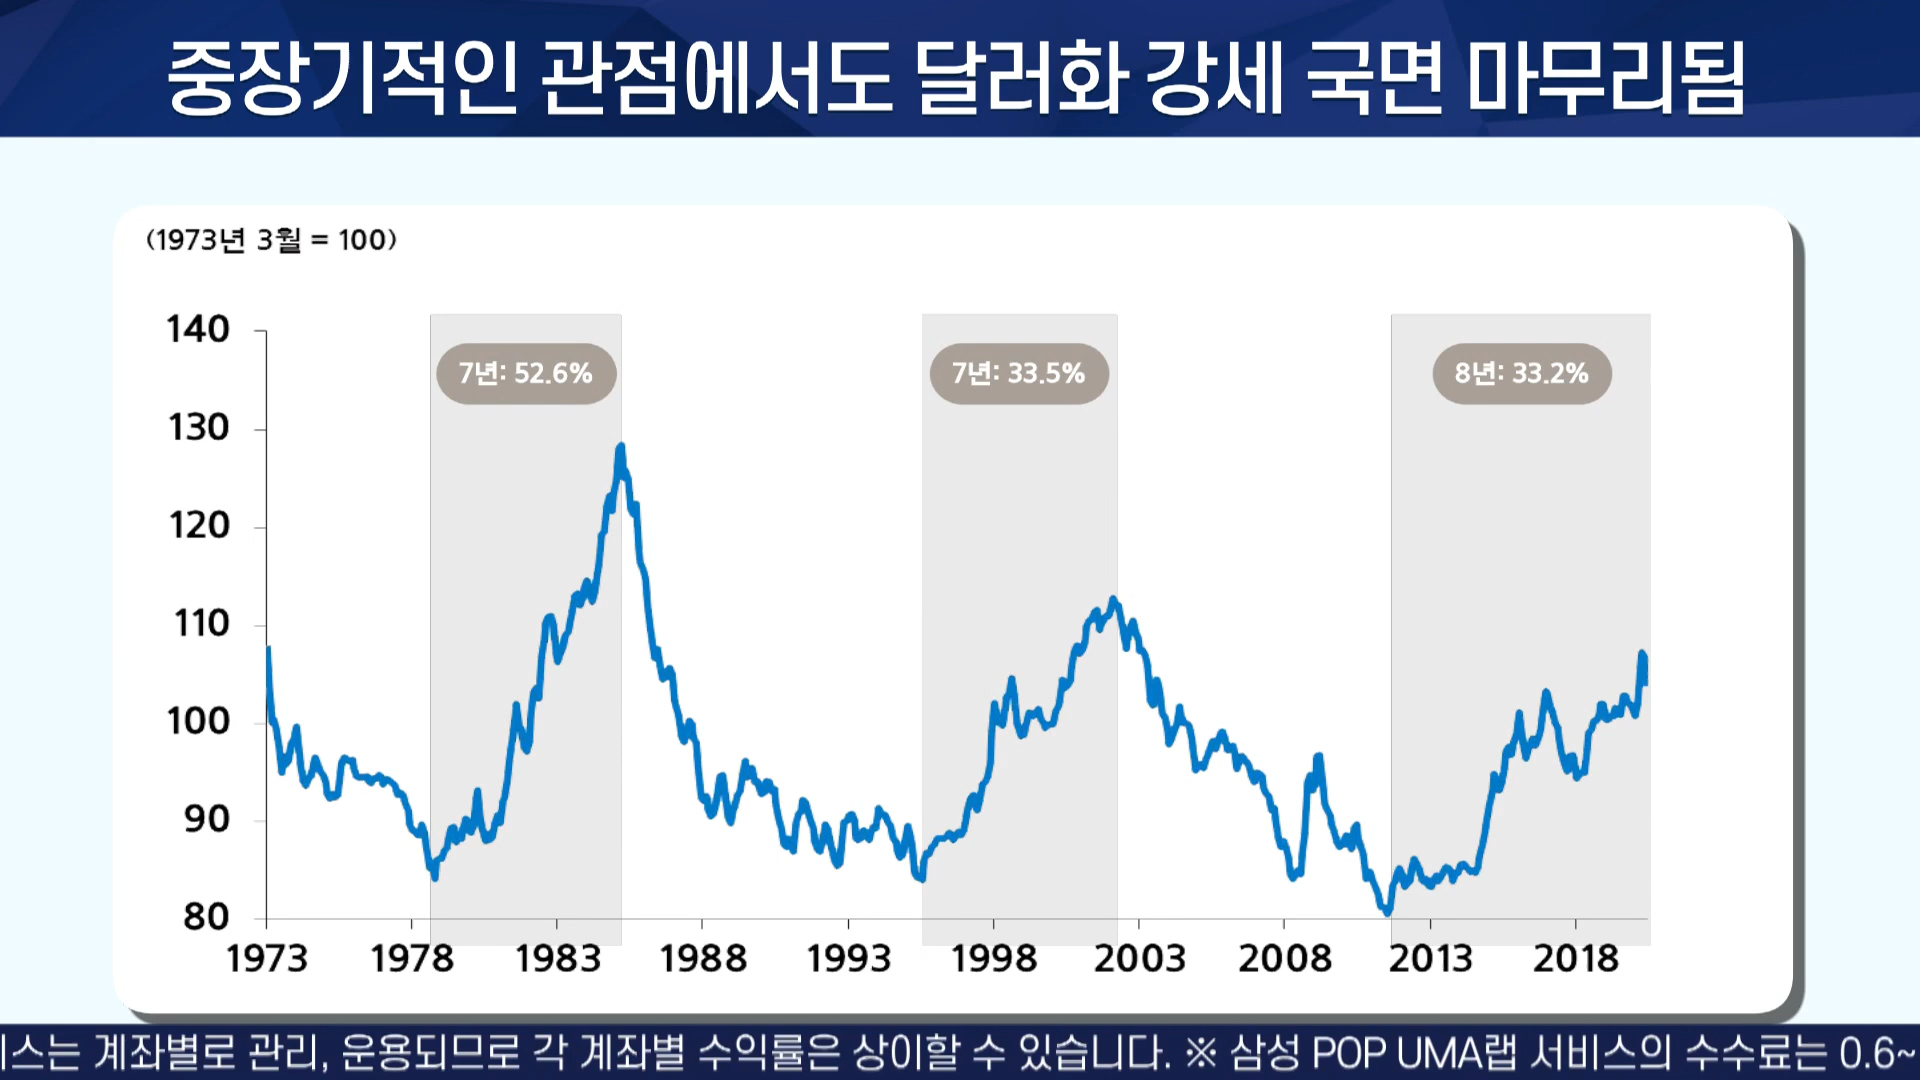 중장기적인 관점에서도 달러화 강세 국면 마무리됨
(1973년 3월 = 100)
140
130
120
110
100
90
80
7년: 52.6%
7년: 33.5%
8년: 33.2%
1973 1978 1983 1988 1993 1998 2003 2008 2013 2018
스는 계좌별로 관리, 운용되므로 각 계좌별 수익률은 상이할 수 있습니다. ※ 삼성 POP UMA랩 서비스의 수수료는 0.6~